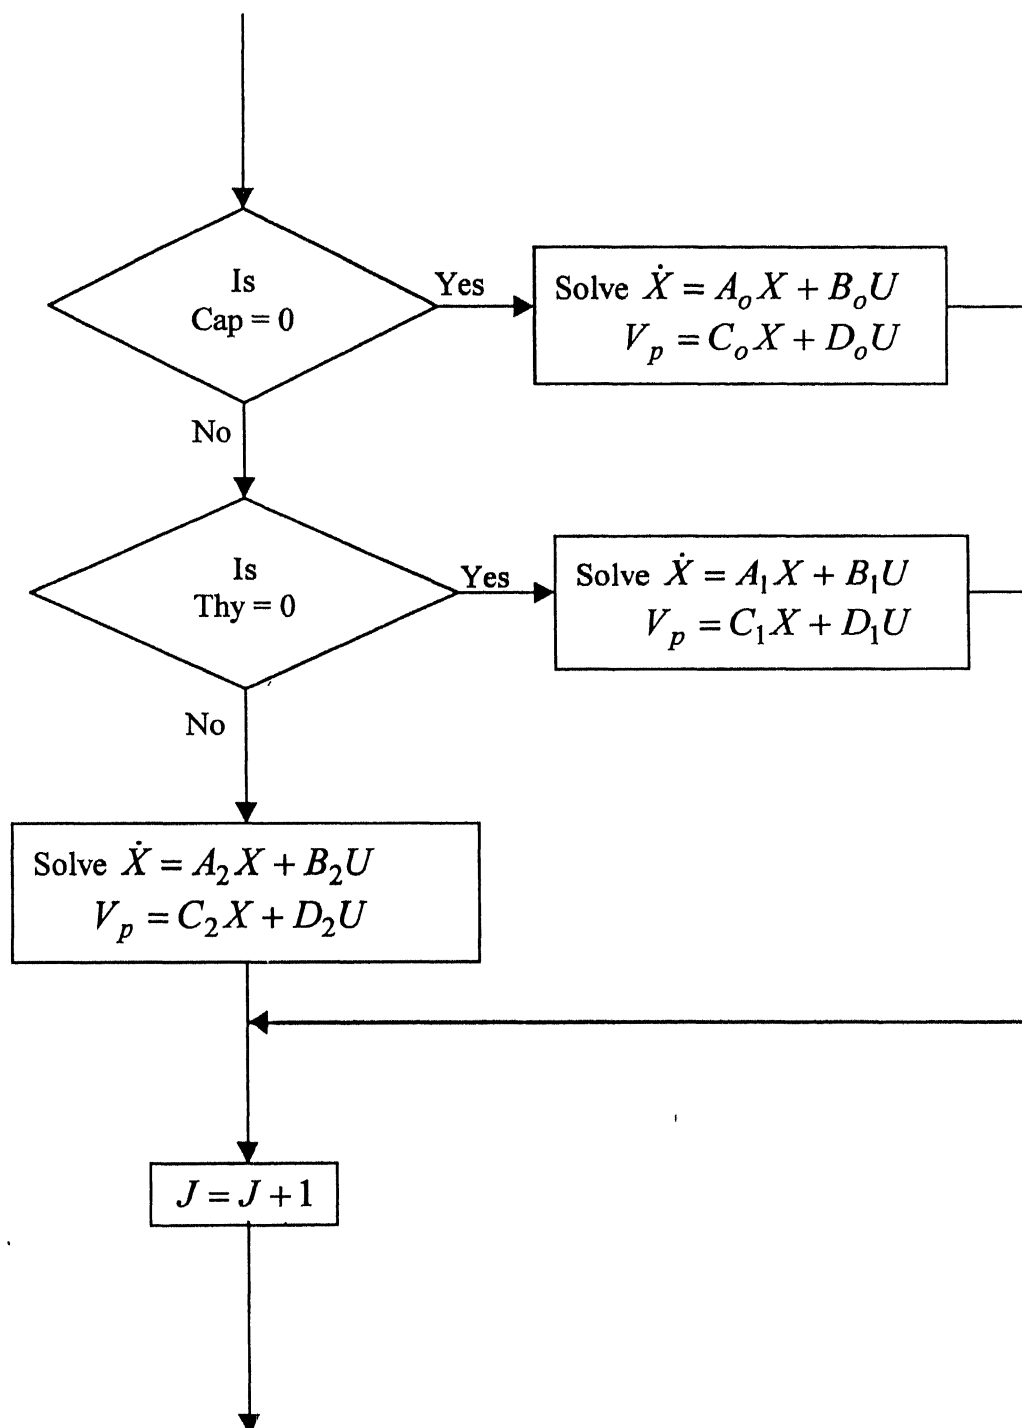 Is
Cap = 0
Yes
Solve Ẋ = A_o X + B_o U
V_p = C_o X + D_o U
No
Is
Thy = 0
Yes
Solve Ẋ = A_1 X + B_1 U
V_p = C_1 X + D_1 U
No
Solve Ẋ = A_2 X + B_2 U
V_p = C_2 X + D_2 U
J = J + 1